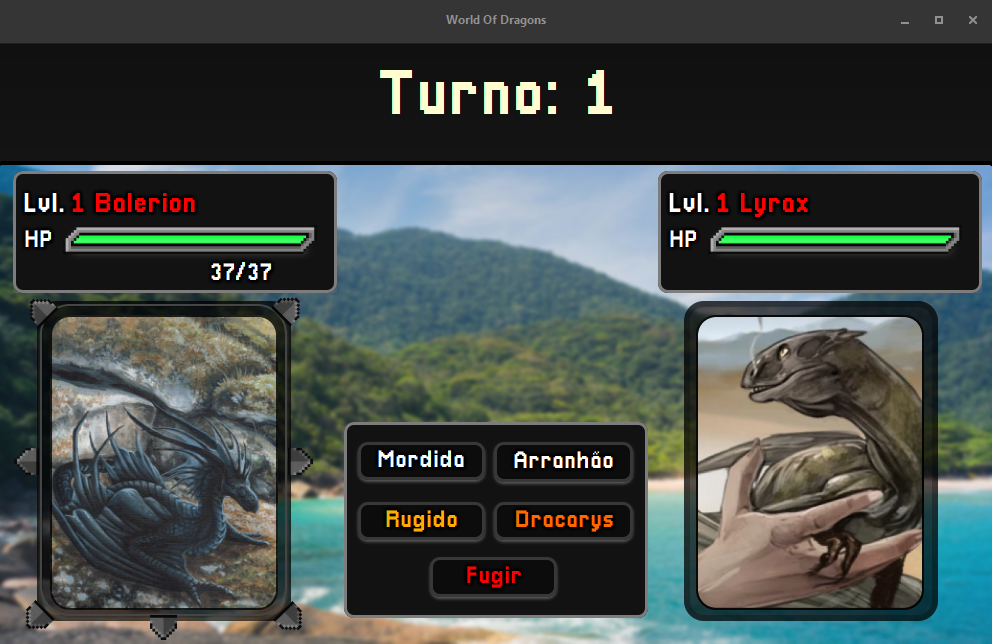 World Of Dragons
Turno: 1
Lvl. 1 Balerion
HP
37/37
Lvl. 1 Lyrax
HP
Mordida
Arranhão
Rugido
Dracarys
Fugir